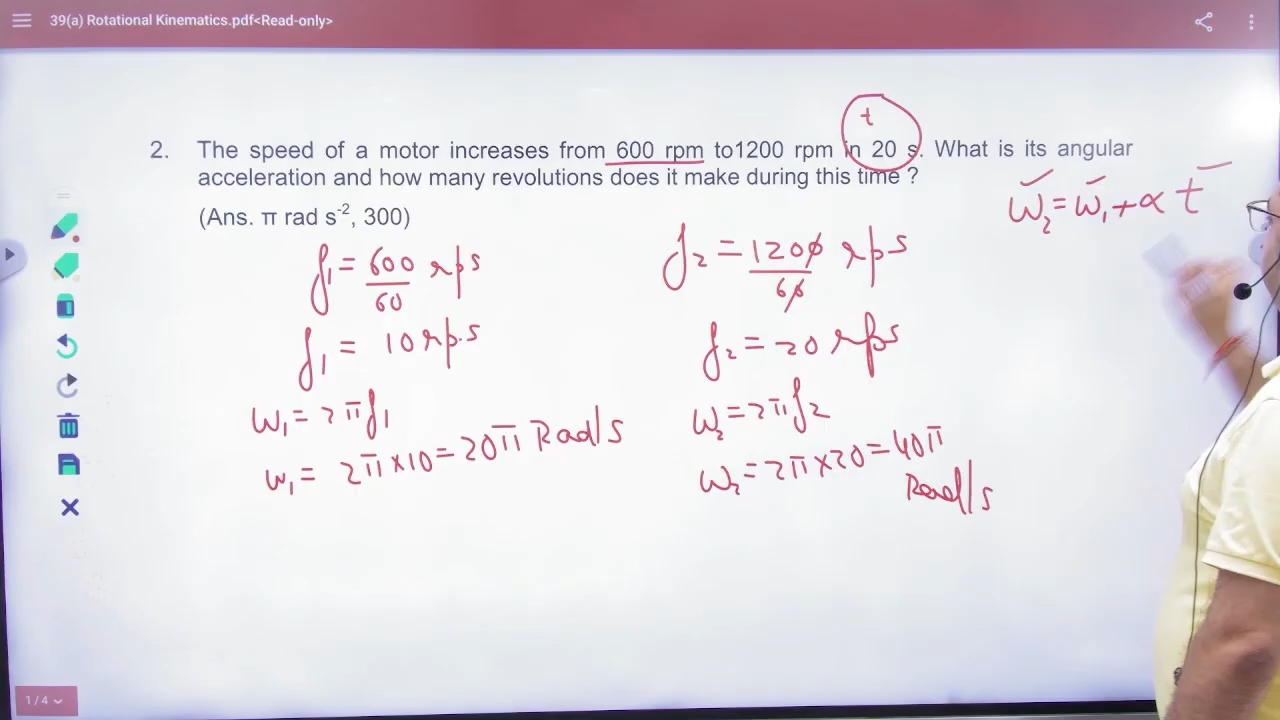 39(a) Rotational Kinematics.pdf<Read-only>
t
2. The speed of a motor increases from 600 rpm to1200 rpm in 20 s. What is its angular
acceleration and how many revolutions does it make during this time ?
(Ans. π rad s⁻², 300)
ω₂ = ω₁ + α t
f₁ = 600/60 rps
f₁ = 10 r.p.s
ω₁ = 2πf₁
ω₁ = 2π×10 = 20π Rad/s
f₂ = 1200/60 rps
f₂ = 20 rps
ω₂ = 2πf₂
ω₂ = 2π×20 = 40π
Rad/s
1/4